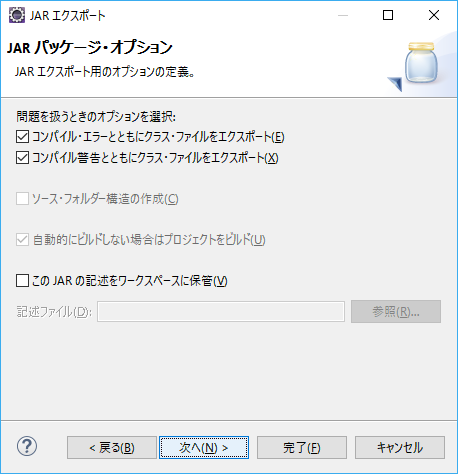 JAR エクスポート
JAR パッケージ・オプション
JAR エクスポート用のオプションの定義。
問題を扱うときのオプションを選択:
コンパイル・エラーとともにクラス・ファイルをエクスポート(E)
コンパイル警告とともにクラス・ファイルをエクスポート(X)
ソース・フォルダー構造の作成(C)
自動的にビルドしない場合はプロジェクトをビルド(U)
この JAR の記述をワークスペースに保管(V)
記述ファイル(D):
参照(R)...
?
< 戻る(B)
次へ(N) >
完了(F)
キャンセル